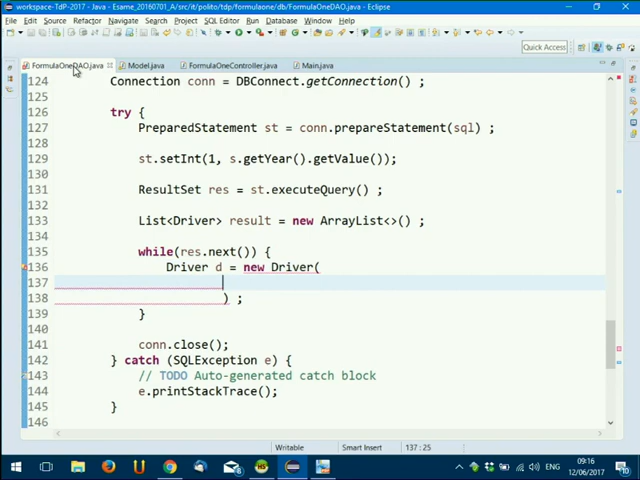 workspace-TdP-2017 - Java - Esame_20160701_A/src/it/polito/tdp/formulaone/db/FormulaOneDAO.java - Eclipse
File Edit Source Refactor Navigate Search Project SQL Editor Run Database Window Help
Quick Access
FormulaOneDAO.java Model.java FormulaOneController.java Main.java
124 Connection conn = DBConnect.getConnection() ;
125
126 try {
127 PreparedStatement st = conn.prepareStatement(sql) ;
128
129 st.setInt(1, s.getYear().getValue());
130
131 ResultSet res = st.executeQuery() ;
132
133 List<Driver> result = new ArrayList<>() ;
134
135 while(res.next()) {
136 Driver d = new Driver(
137
138 ) ;
139 }
140
141 conn.close();
142 } catch (SQLException e) {
143 // TODO Auto-generated catch block
144 e.printStackTrace();
145 }
146
Writable Smart Insert 137 : 25
09:16
12/06/2017